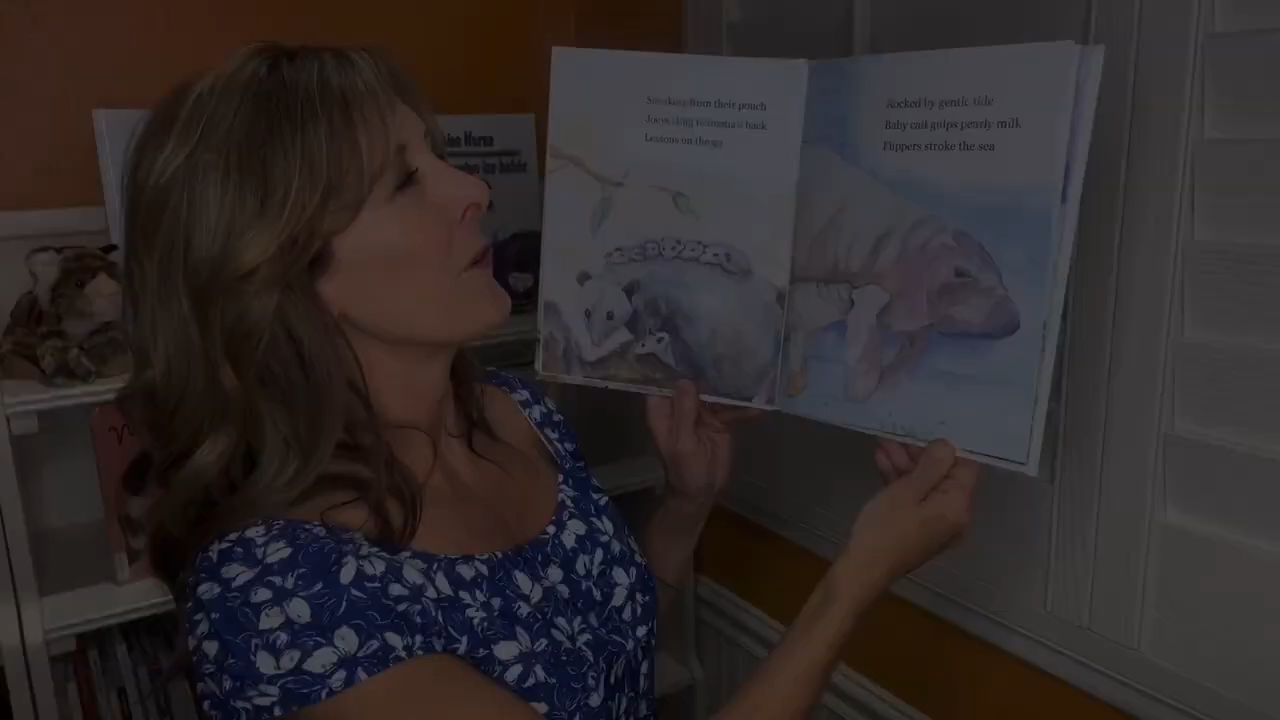 Sneaking from their pouch
Joeys cling to mama's back
Lessons on the go
Rocked by gentle tide
Baby calf gulps pearly milk
Flippers stroke the sea